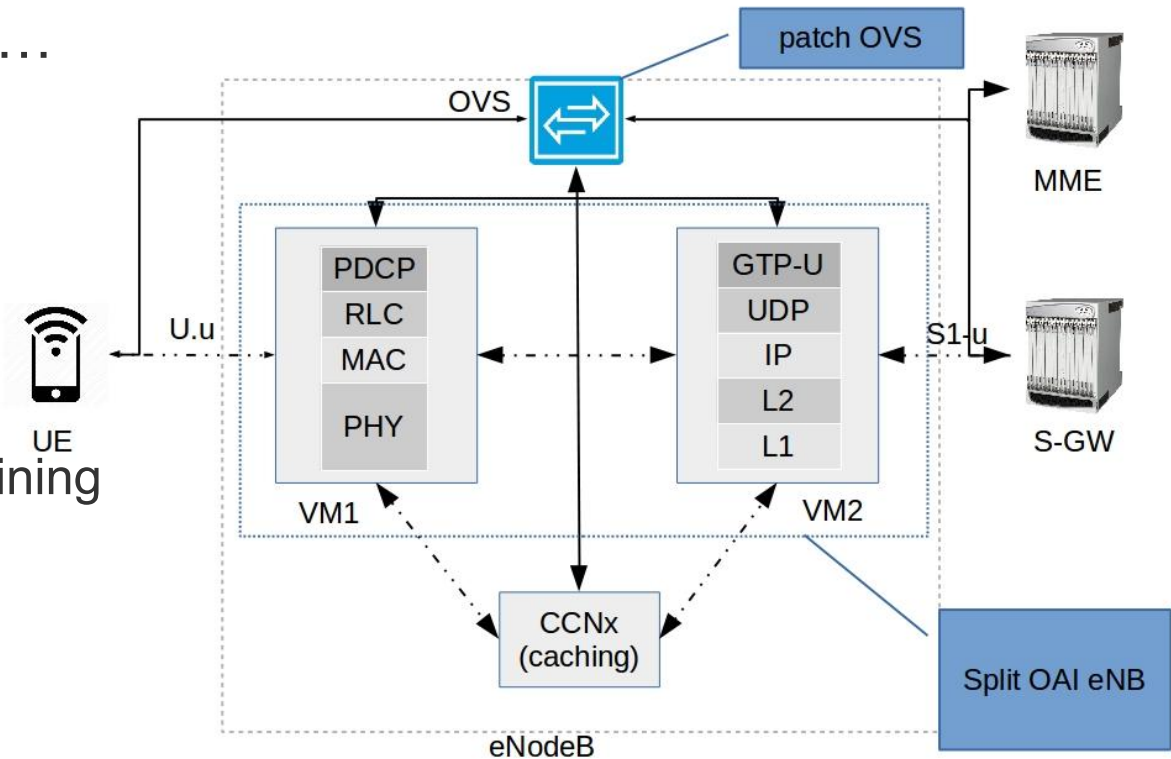 ...
patch OVS
OVS
MME
PDCP
RLC
MAC
PHY
GTP-U
UDP
IP
L2
L1
U.u
S1-u
UE
S-GW
ining
VM1
VM2
CCNx
(caching)
Split OAI eNB
eNodeB